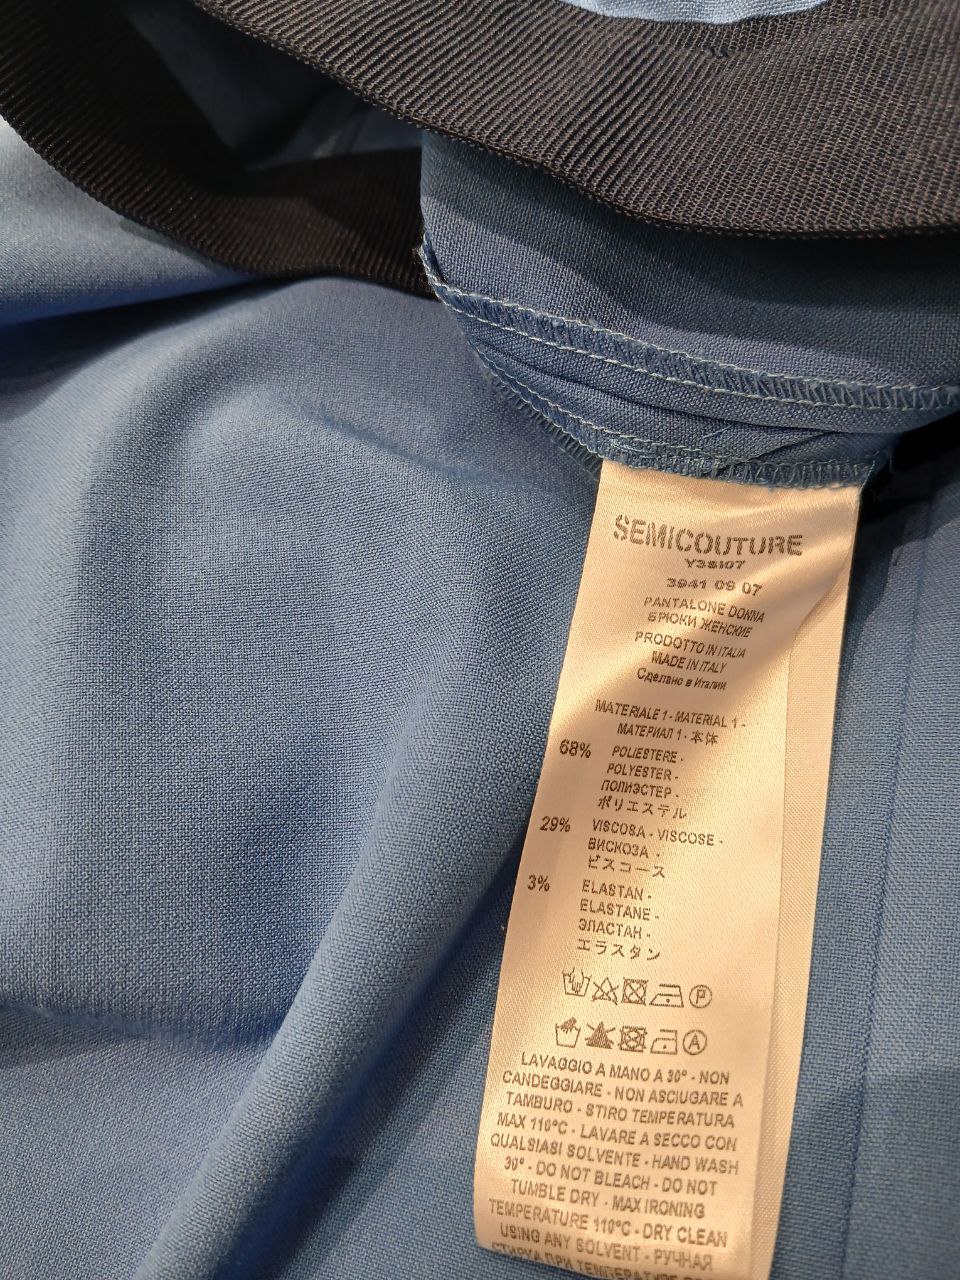 SEMICOUTURE
Y3SI07
3941 09 07
PANTALONE DONNA
БРЮКИ ЖЕНСКИЕ
PRODOTTO IN ITALIA
MADE IN ITALY
Сделано в Италии
MATERIALE 1 - MATERIAL 1 -
МАТЕРИАЛ 1 - 本体
68% POLIESTERE -
POLYESTER -
ПОЛИЭСТЕР -
ポリエステル
29% VISCOSA - VISCOSE -
ВИСКОЗА -
ビスコース
3% ELASTAN -
ELASTANE -
ЭЛАСТАН -
エラスタン
P
A
LAVAGGIO A MANO A 30° - NON
CANDEGGIARE - NON ASCIUGARE A
TAMBURO - STIRO TEMPERATURA
MAX 110°C - LAVARE A SECCO CON
QUALSIASI SOLVENTE - HAND WASH
30° - DO NOT BLEACH - DO NOT
TUMBLE DRY - MAX IRONING
TEMPERATURE 110°C - DRY CLEAN
USING ANY SOLVENT - РУЧНАЯ
СТИРКА ПРИ ТЕМПЕРАТУРЕ